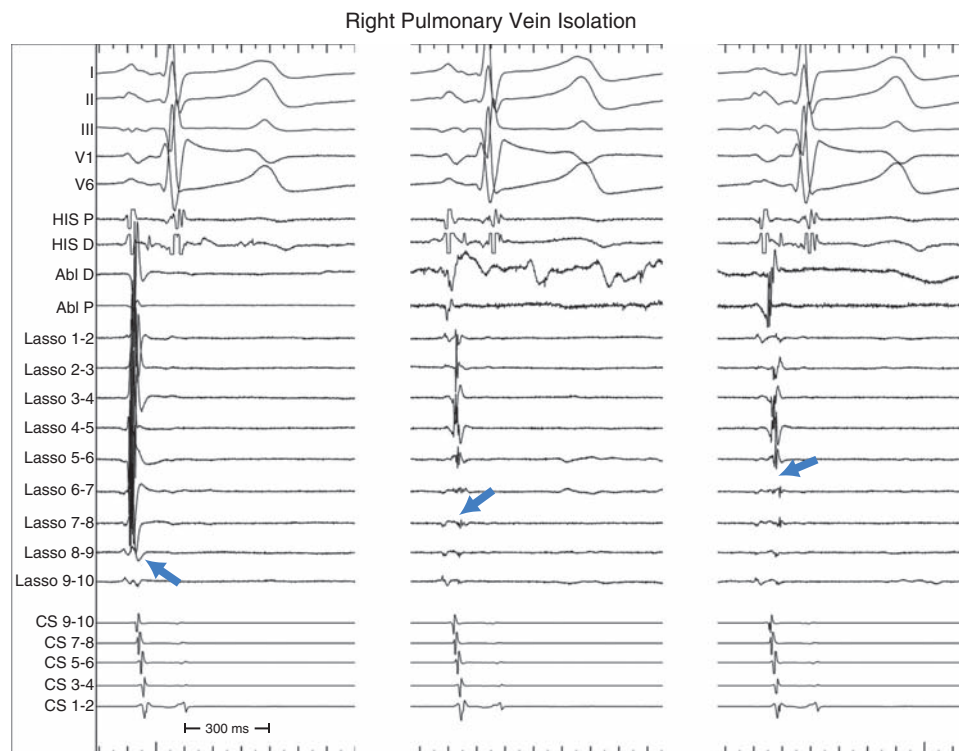 Right Pulmonary Vein Isolation
I
II
III
V1
V6
HIS P
HIS D
Abl D
Abl P
Lasso 1-2
Lasso 2-3
Lasso 3-4
Lasso 4-5
Lasso 5-6
Lasso 6-7
Lasso 7-8
Lasso 8-9
Lasso 9-10
CS 9-10
CS 7-8
CS 5-6
CS 3-4
CS 1-2
300 ms